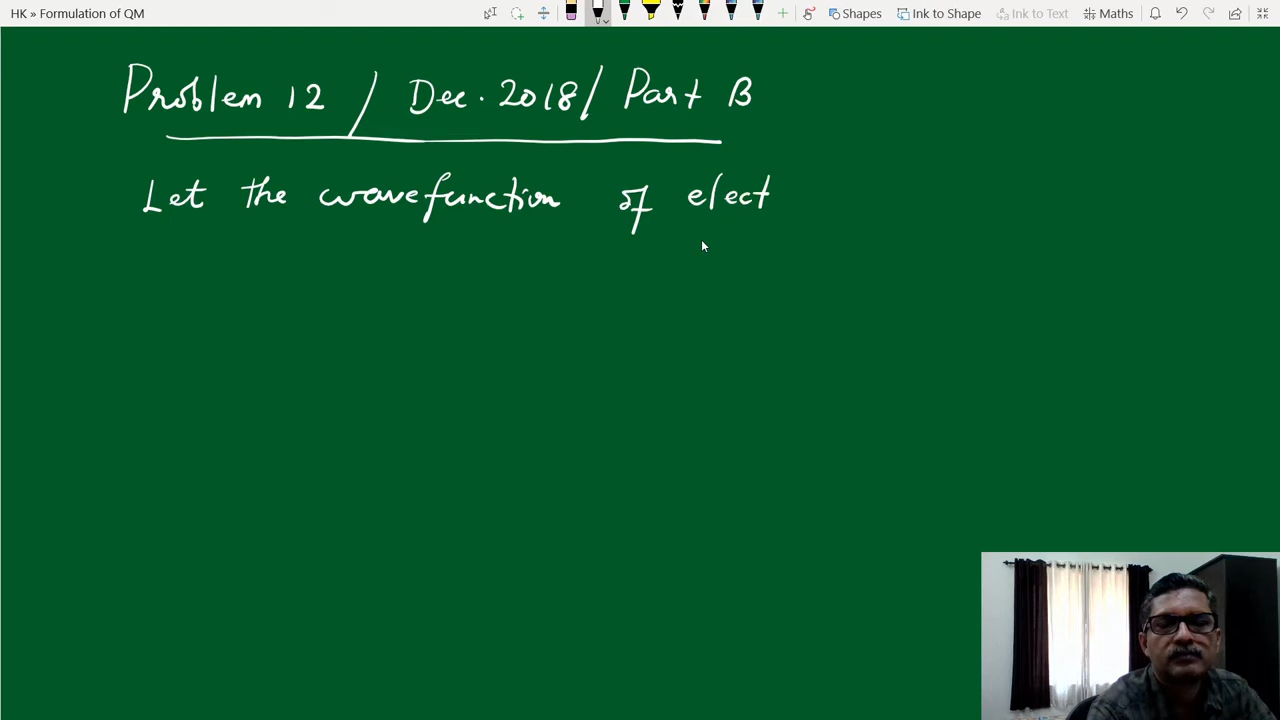 HK » Formulation of QM Shapes Ink to Shape Ink to Text Maths
Problem 12 / Dec. 2018 / Part B
Let the wavefunction of elect